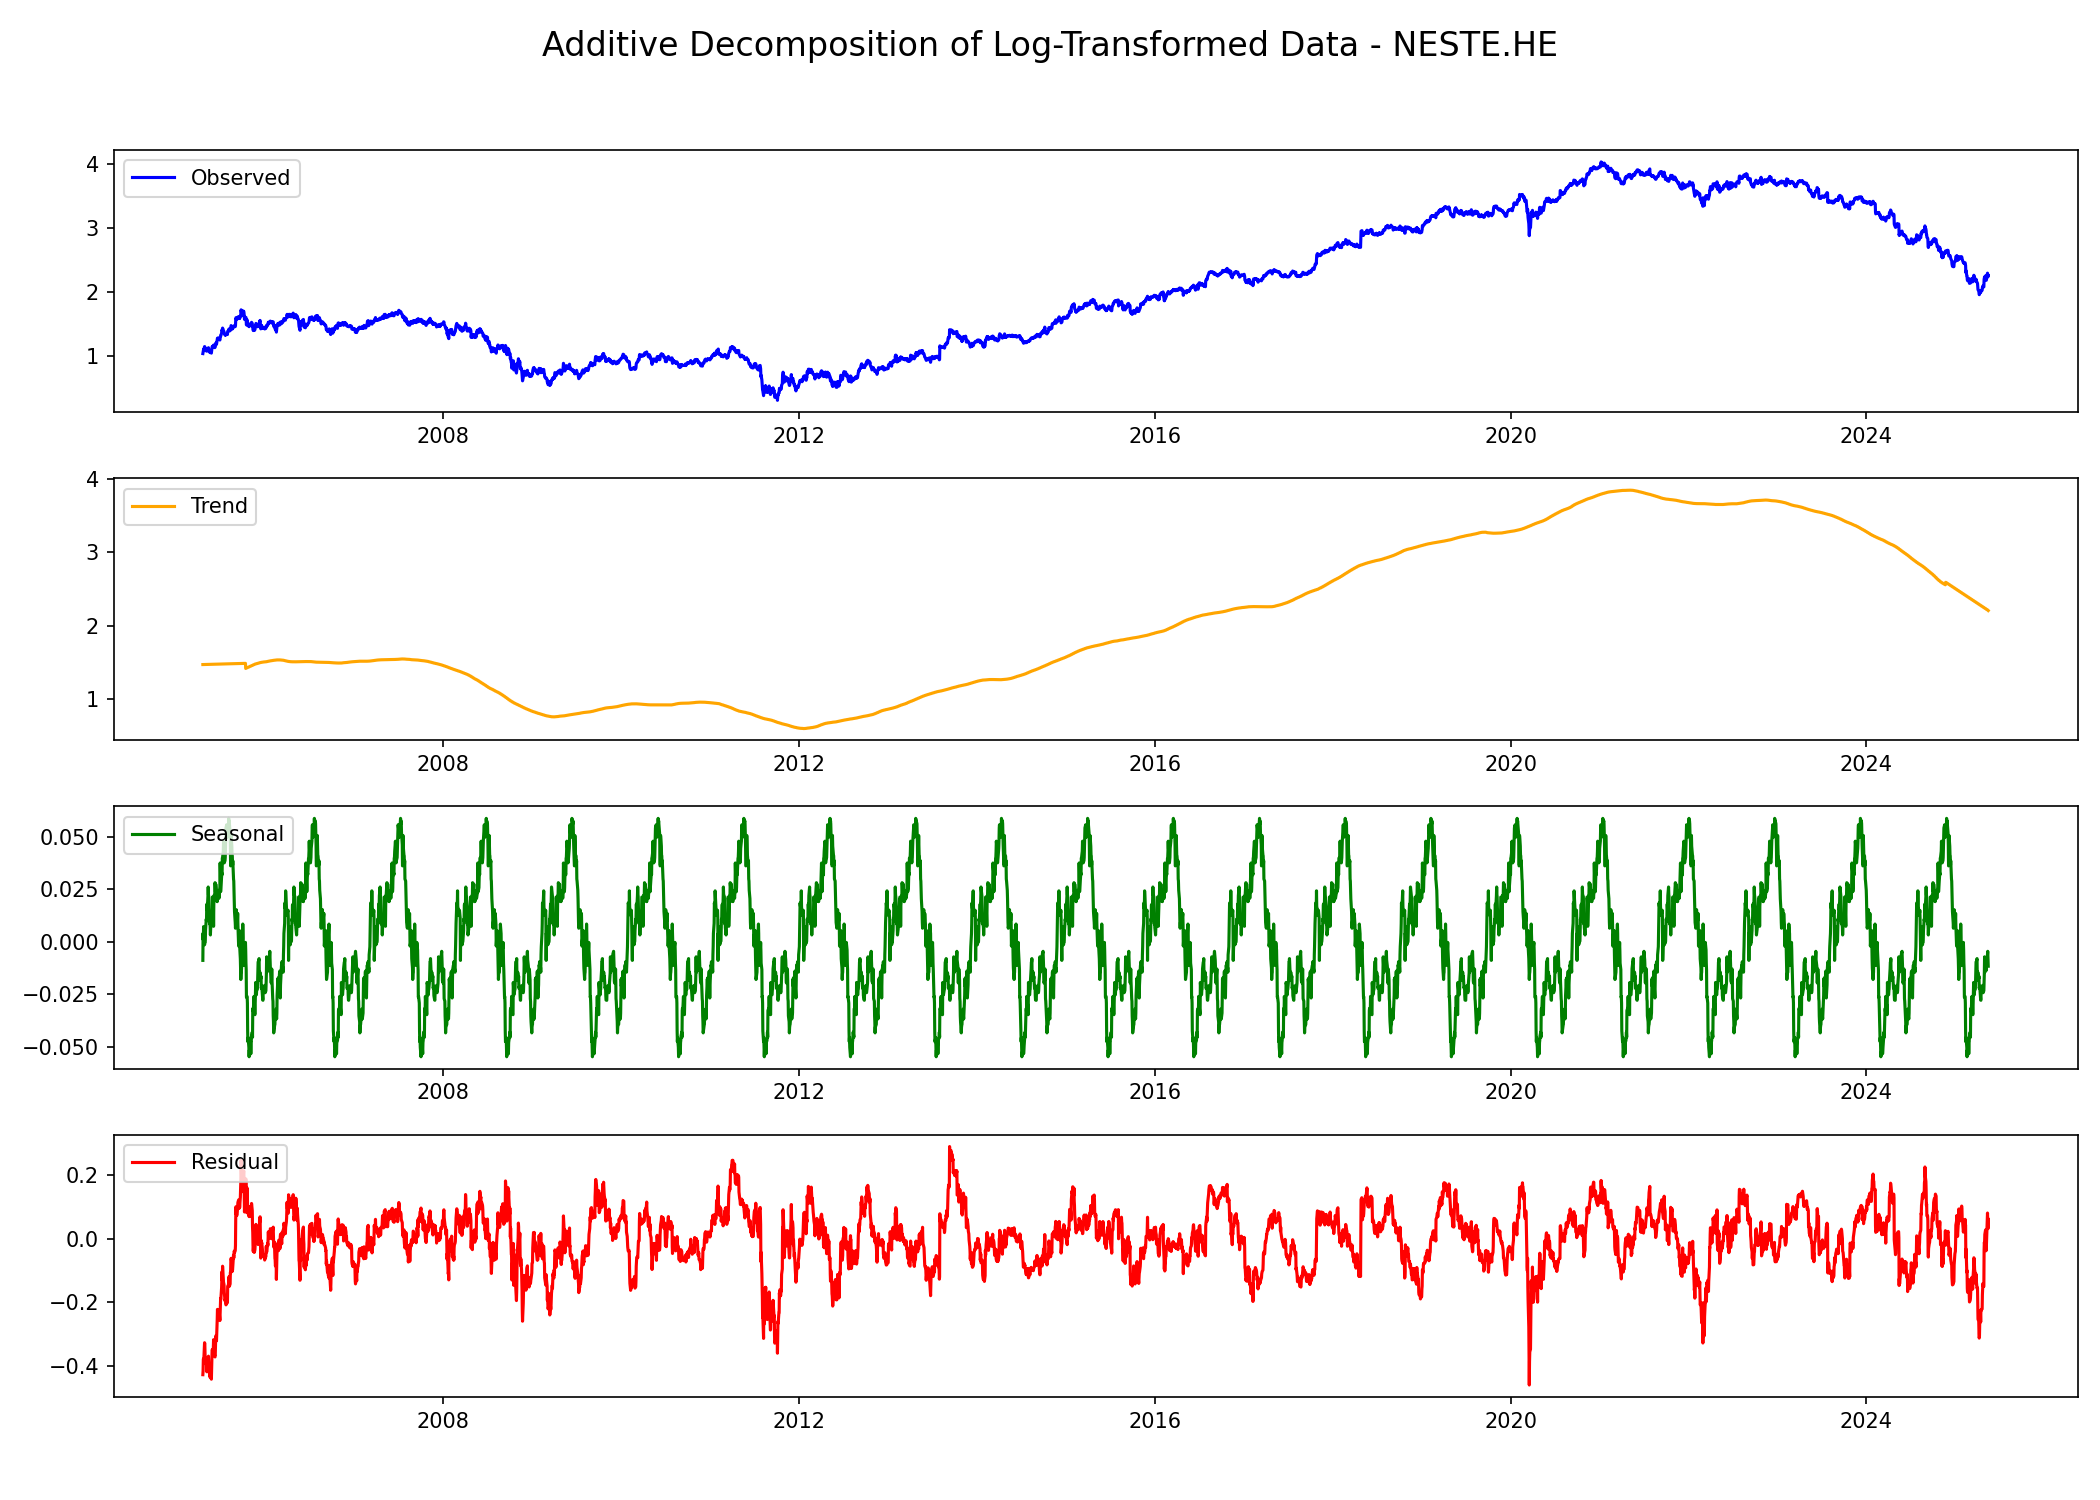 Additive Decomposition of Log-Transformed Data - NESTE.HE
4
Observed
3
2
1
2008 2012 2016 2020 2024
4
Trend
3
2
1
2008 2012 2016 2020 2024
Seasonal
0.050
0.025
0.000
−0.025
−0.050
2008 2012 2016 2020 2024
Residual
0.2
0.0
−0.2
−0.4
2008 2012 2016 2020 2024